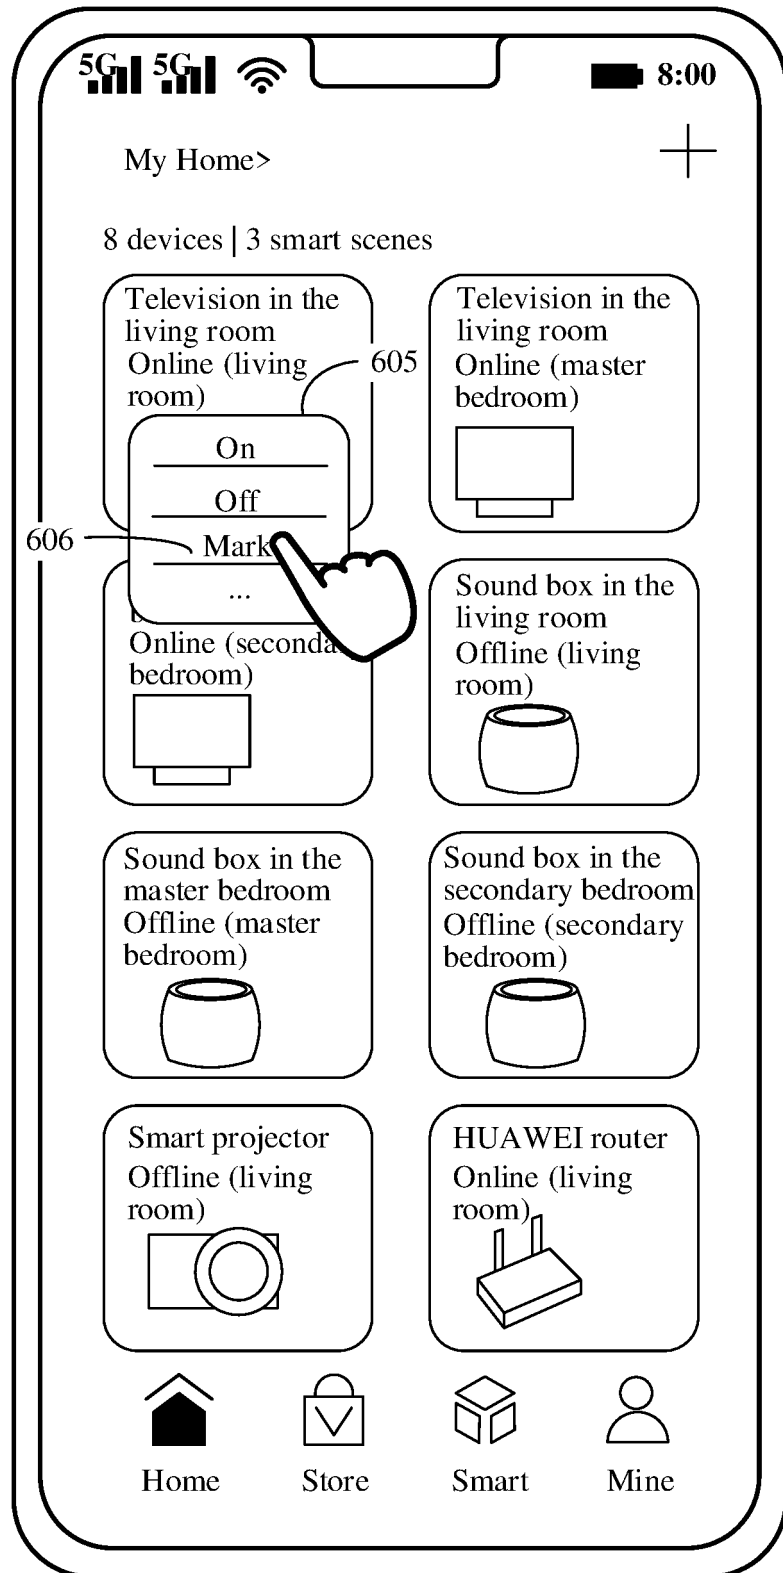 5G 5G 8:00
My Home>
8 devices | 3 smart scenes
Television in the
living room
Online (living
room)
605
Television in the
living room
Online (master
bedroom)
On
Off
606
Mark
...
Online (seconda
bedroom)
Sound box in the
living room
Offline (living
room)
Sound box in the
master bedroom
Offline (master
bedroom)
Sound box in the
secondary bedroom
Offline (secondary
bedroom)
Smart projector
Offline (living
room)
HUAWEI router
Online (living
room)
Home Store Smart Mine